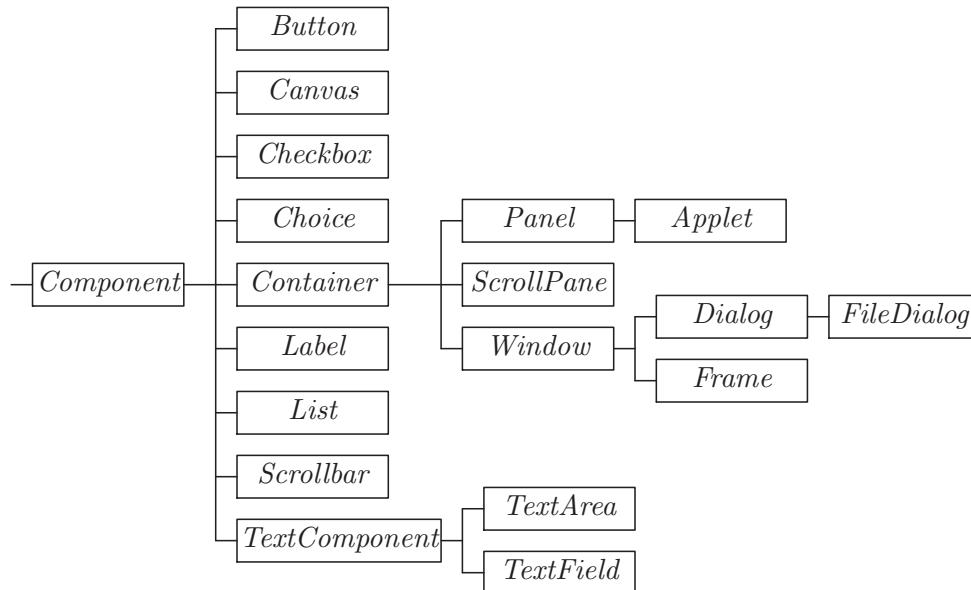 Button
Canvas
Checkbox
Choice
Panel
Applet
Component
Container
ScrollPane
Dialog
FileDialog
Label
Window
Frame
List
Scrollbar
TextArea
TextComponent
TextField